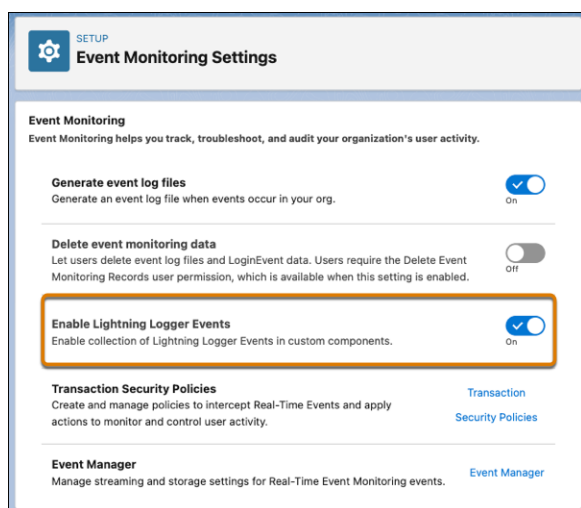 SETUP
Event Monitoring Settings
Event Monitoring
Event Monitoring helps you track, troubleshoot, and audit your organization's user activity.
Generate event log files
Generate an event log file when events occur in your org.
On
Delete event monitoring data
Let users delete event log files and LoginEvent data. Users require the Delete Event
Monitoring Records user permission, which is available when this setting is enabled.
Off
Enable Lightning Logger Events
Enable collection of Lightning Logger Events in custom components.
On
Transaction Security Policies
Create and manage policies to intercept Real-Time Events and apply
actions to monitor and control user activity.
Transaction
Security Policies
Event Manager
Manage streaming and storage settings for Real-Time Event Monitoring events.
Event Manager